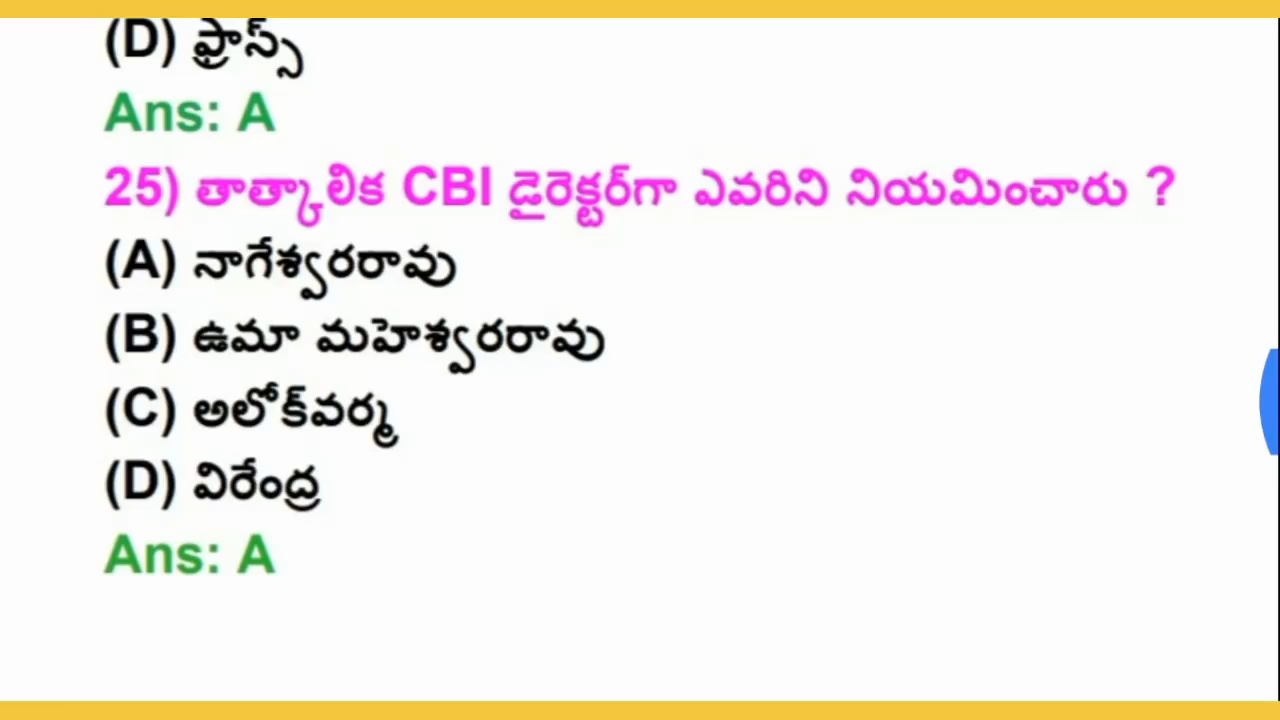 (D) ఫ్రాస్స్
Ans: A
25) తాత్కాలిక CBI డైరెక్టర్‌గా ఎవరిని నియమించారు ?
(A) నాగేశ్వరరావు
(B) ఉమా మహెశ్వరరావు
(C) అలోక్‌వర్మ
(D) విరేంద్ర
Ans: A